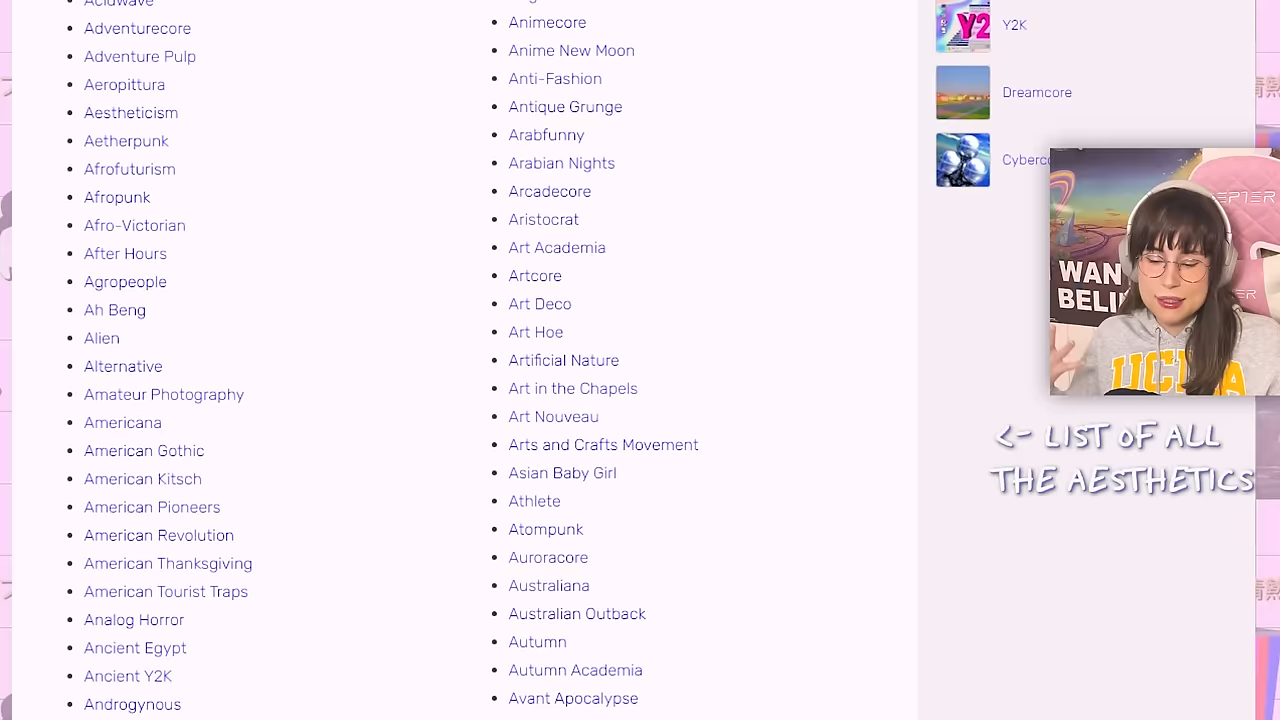 Acidwave
Adventurecore
Adventure Pulp
Aeropittura
Aestheticism
Aetherpunk
Afrofuturism
Afropunk
Afro-Victorian
After Hours
Agropeople
Ah Beng
Alien
Alternative
Amateur Photography
Americana
American Gothic
American Kitsch
American Pioneers
American Revolution
American Thanksgiving
American Tourist Traps
Analog Horror
Ancient Egypt
Ancient Y2K
Androgynous
Animecore
Anime New Moon
Anti-Fashion
Antique Grunge
Arabfunny
Arabian Nights
Arcadecore
Aristocrat
Art Academia
Artcore
Art Deco
Art Hoe
Artificial Nature
Art in the Chapels
Art Nouveau
Arts and Crafts Movement
Asian Baby Girl
Athlete
Atompunk
Auroracore
Australiana
Australian Outback
Autumn
Autumn Academia
Avant Apocalypse
Y2K
Dreamcore
Cyberco
WAN
BELI
<- LIST OF ALL
THE AESTHETICS